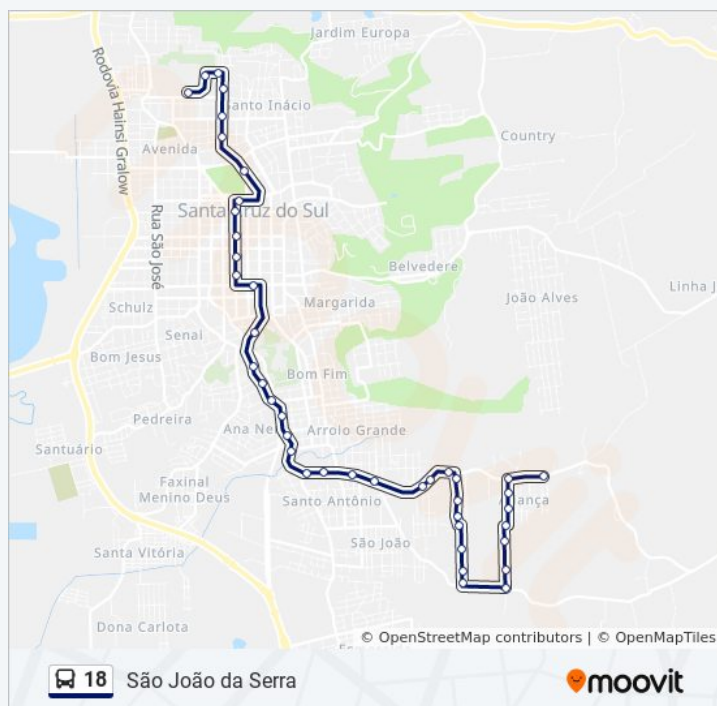 Jardim Europa
Rodovia Hainsi Gralow
Santo Inácio
Country
Avenida
Santa Cruz do Sul
Rua São José
Belvedere
Linha J
Margarida
João Alves
Schulz
Senai
Bom Jesus
Bom Fim
Pedreira
Ana Ne
Arroio Grande
Santuário
Faxinal
Menino Deus
Santo Antônio
ança
São João
Santa Vitória
Dona Carlota
© OpenStreetMap contributors | © OpenMapTiles
18 São João da Serra
moovit